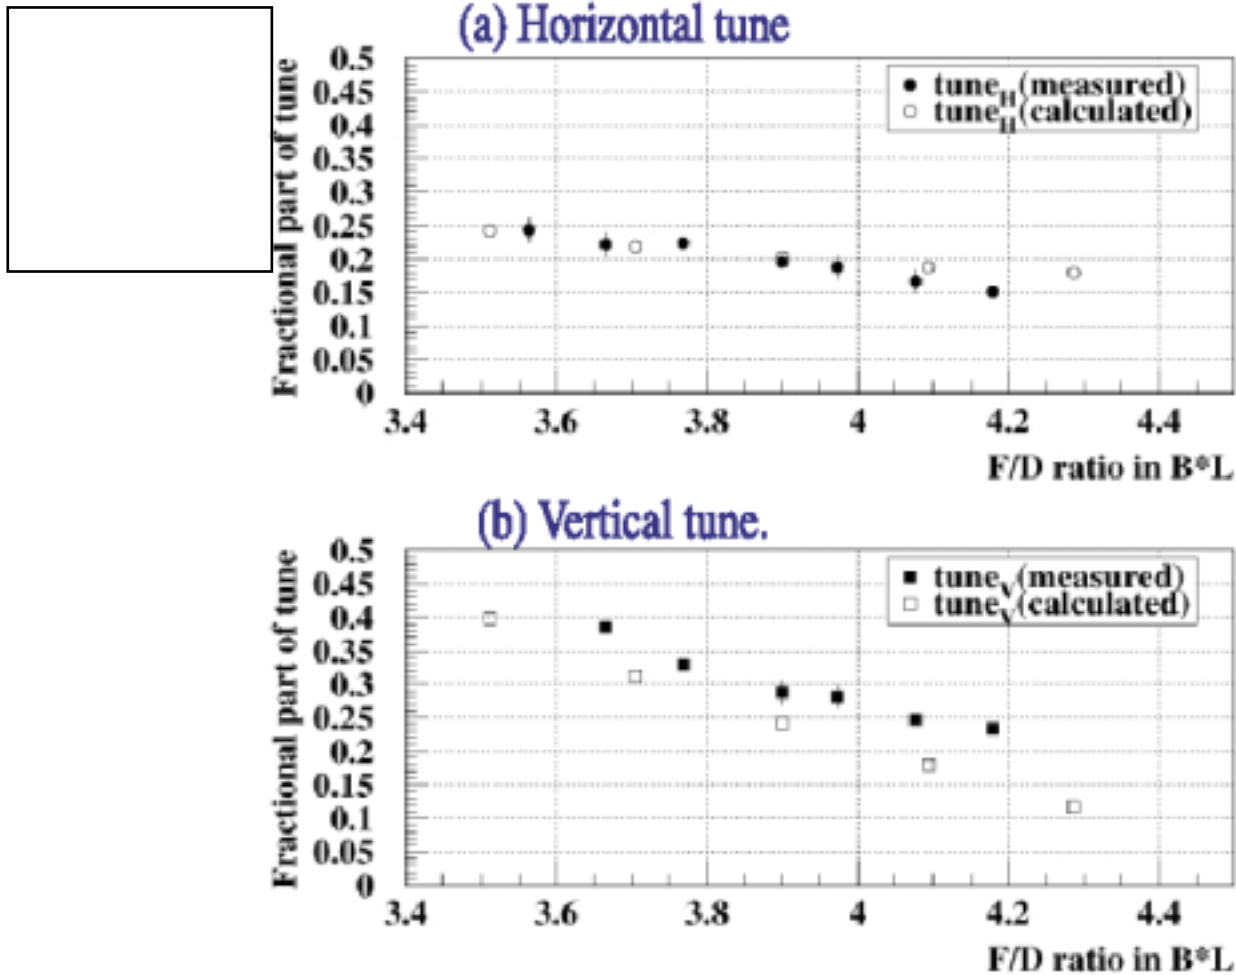 (a) Horizontal tune
Fractional part of tune
0.5
0.45
0.4
0.35
0.3
0.25
0.2
0.15
0.1
0.05
0
tune_H(measured)
tune_H(calculated)
3.4 3.6 3.8 4 4.2 4.4
F/D ratio in B*L
(b) Vertical tune.
Fractional part of tune
0.5
0.45
0.4
0.35
0.3
0.25
0.2
0.15
0.1
0.05
0
tune_V(measured)
tune_V(calculated)
3.4 3.6 3.8 4 4.2 4.4
F/D ratio in B*L